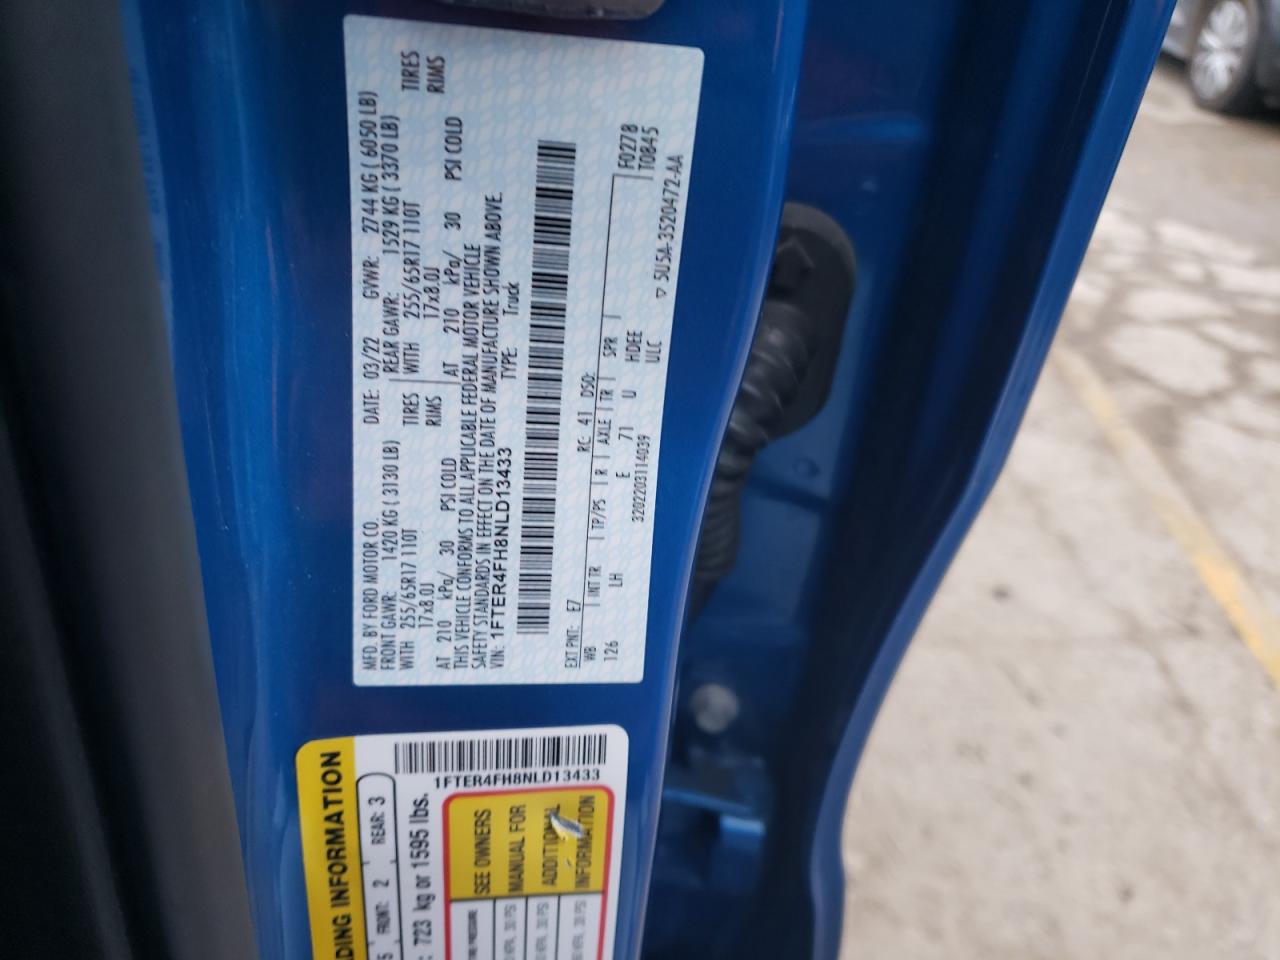 MFD. BY FORD MOTOR CO. DATE: 03/22 GVWR: 2744 KG ( 6050 LB)
FRONT GAWR: 1420 KG ( 3130 LB) REAR GAWR: 1529 KG ( 3370 LB)
WITH 255/65R17 110T TIRES WITH 255/65R17 110T TIRES
17x8.0J RIMS 17x8.0J RIMS
AT 210 kPa/ 30 PSI COLD AT 210 kPa/ 30 PSI COLD
THIS VEHICLE CONFORMS TO ALL APPLICABLE FEDERAL MOTOR VEHICLE
SAFETY STANDARDS IN EFFECT ON THE DATE OF MANUFACTURE SHOWN ABOVE.
VIN: 1FTER4FH8NLD13433 TYPE: Truck
EXT PNT: E7 RC: 41 DSO:
WB INT TR TP/PS R AXLE TR SPR F0278
126 LH E 71 U HDEE T0845
ULC
3202203114039 ▽ 5U5A-3520472-AA
INFORMATION
FRONT: 2 REAR: 3
723 kg or 1595 lbs.
1FTER4FH8NLD13433
SEE OWNERS
MANUAL FOR
ADDITIONAL
INFORMATION